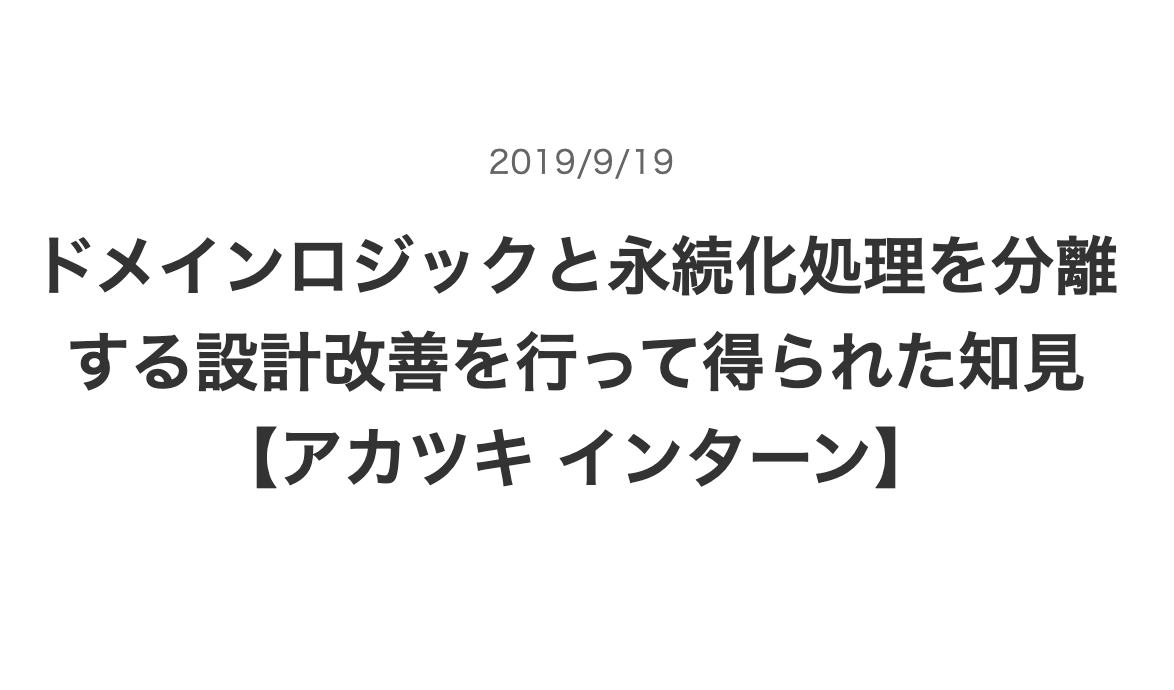 2019/9/19
ドメインロジックと永続化処理を分離
する設計改善を行って得られた知見
【アカツキ インターン】